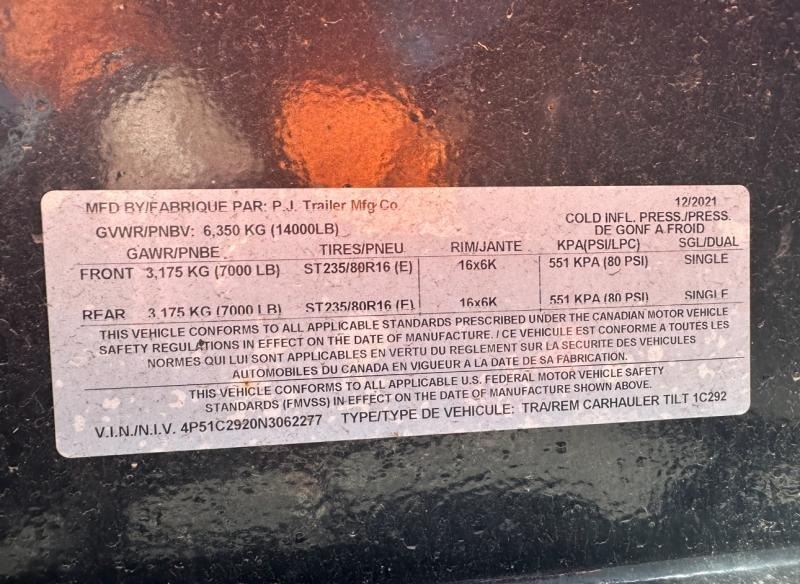 MFD BY/FABRIQUE PAR: P.J. Trailer Mfg Co. 12/2021
GVWR/PNBV: 6,350 KG (14000LB) COLD INFL. PRESS./PRESS.
DE GONF A FROID
GAWR/PNBE TIRES/PNEU RIM/JANTE KPA(PSI/LPC) SGL/DUAL
FRONT 3,175 KG (7000 LB) ST235/80R16 (E) 16x6K 551 KPA (80 PSI) SINGLE
REAR 3,175 KG (7000 LB) ST235/80R16 (E) 16x6K 551 KPA (80 PSI) SINGLE
THIS VEHICLE CONFORMS TO ALL APPLICABLE STANDARDS PRESCRIBED UNDER THE CANADIAN MOTOR VEHICLE
SAFETY REGULATIONS IN EFFECT ON THE DATE OF MANUFACTURE. / CE VEHICULE EST CONFORME A TOUTES LES
NORMES QUI LUI SONT APPLICABLES EN VERTU DU REGLEMENT SUR LA SECURITE DES VEHICULES
AUTOMOBILES DU CANADA EN VIGUEUR A LA DATE DE SA FABRICATION.
THIS VEHICLE CONFORMS TO ALL APPLICABLE U.S. FEDERAL MOTOR VEHICLE SAFETY
STANDARDS (FMVSS) IN EFFECT ON THE DATE OF MANUFACTURE SHOWN ABOVE.
V.I.N./N.I.V. 4P51C2920N3062277 TYPE/TYPE DE VEHICULE: TRA/REM CARHAULER TILT 1C292